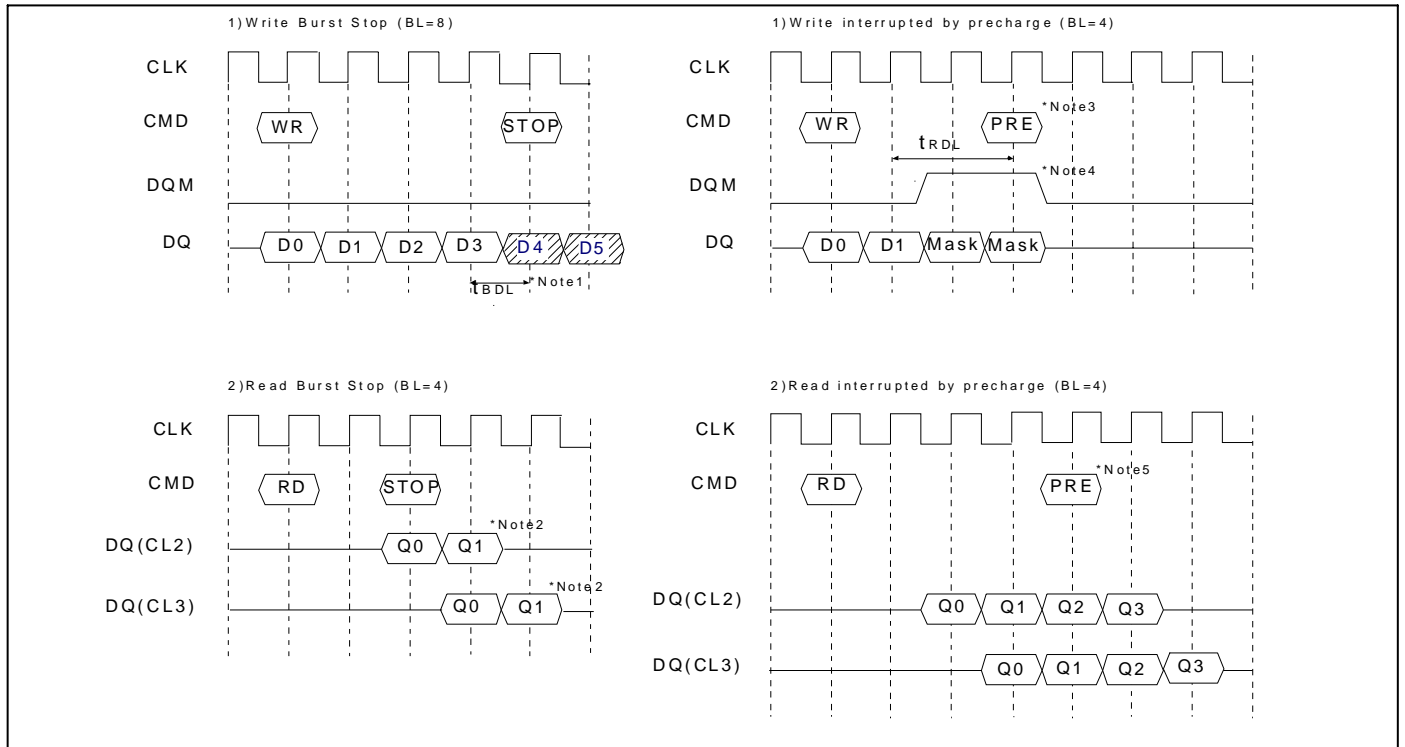 1)Write Burst Stop (BL=8)
CLK
CMD
WR
STOP
DQM
DQ
D0
D1
D2
D3
D4
D5
tBDL
*Note1
1)Write interrupted by precharge (BL=4)
CLK
CMD
WR
PRE
*Note3
tRDL
DQM
*Note4
DQ
D0
D1
Mask
Mask
2)Read Burst Stop (BL=4)
CLK
CMD
RD
STOP
DQ(CL2)
Q0
Q1
*Note2
DQ(CL3)
Q0
Q1
*Note2
2)Read interrupted by precharge (BL=4)
CLK
CMD
RD
PRE
*Note5
DQ(CL2)
Q0
Q1
Q2
Q3
DQ(CL3)
Q0
Q1
Q2
Q3